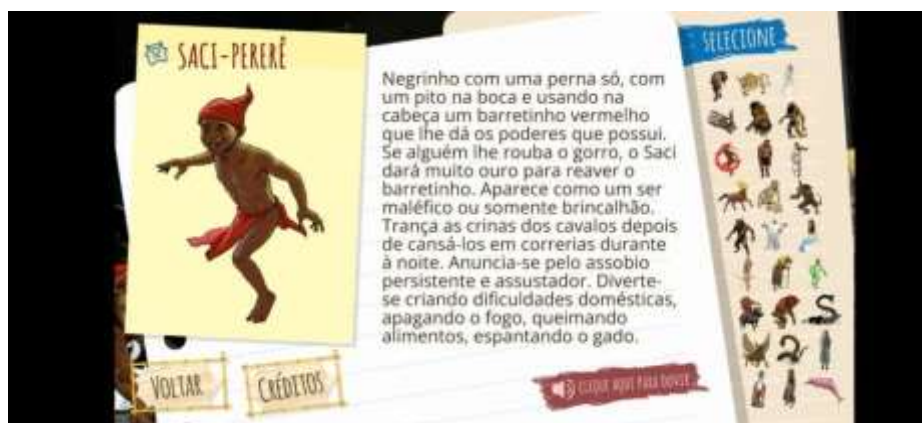 SACI-PERERÊ
Negrinho com uma perna só, com
um pito na boca e usando na
cabeça um barretinho vermelho
que lhe dá os poderes que possui.
Se alguém lhe rouba o gorro, o Saci
dará muito ouro para reaver o
barretinho. Aparece como um ser
maléfico ou somente brincalhão.
Trança as crinas dos cavalos depois
de cansá-los em correrias durante
à noite. Anuncia-se pelo assobio
persistente e assustador. Diverte-
se criando dificuldades domésticas,
apagando o fogo, queimando
alimentos, espantando o gado.
SELECIONE
VOLTAR
CRÉDITOS
CLIQUE AQUI PARA OUVIR